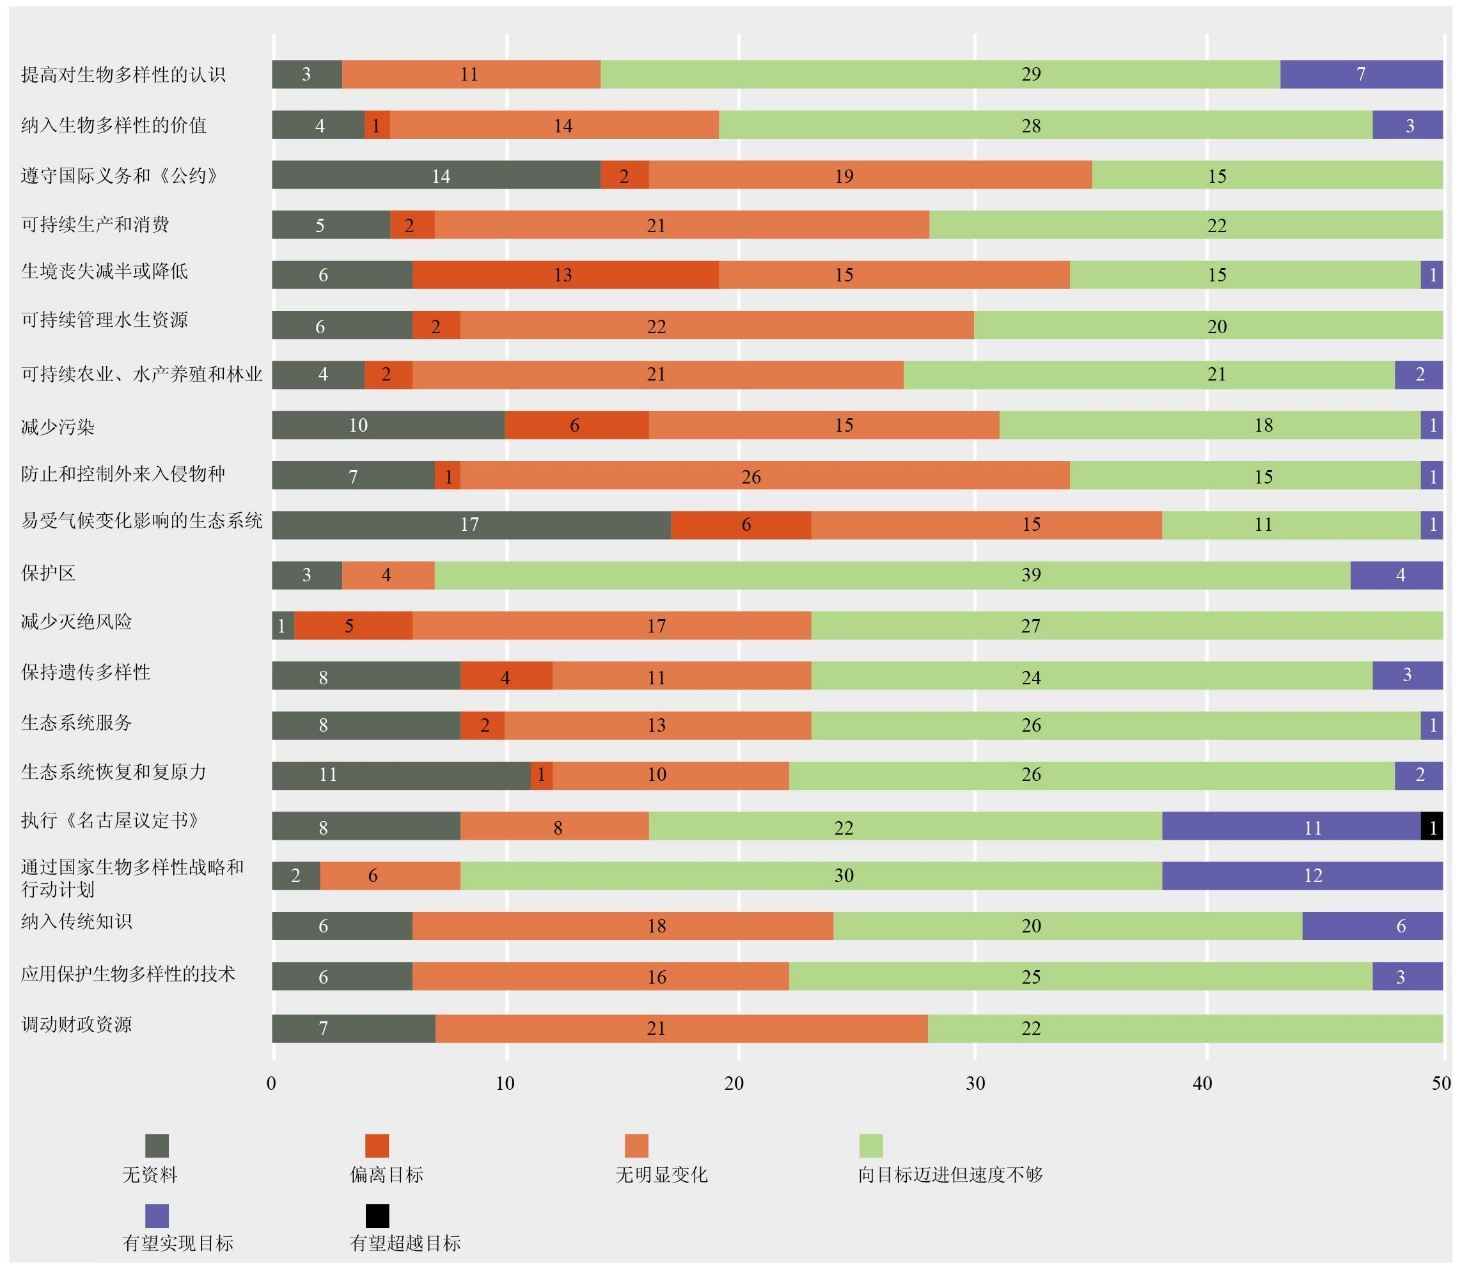 提高对生物多样性的认识 3 11 29 7
纳入生物多样性的价值 4 1 14 28 3
遵守国际义务和《公约》 14 2 19 15
可持续生产和消费 5 2 21 22
生境丧失减半或降低 6 13 15 15 1
可持续管理水生资源 6 2 22 20
可持续农业、水产养殖和林业 4 2 21 21 2
减少污染 10 6 15 18 1
防止和控制外来入侵物种 7 1 26 15 1
易受气候变化影响的生态系统 17 6 15 11 1
保护区 3 4 39 4
减少灭绝风险 1 5 17 27
保持遗传多样性 8 4 11 24 3
生态系统服务 8 2 13 26 1
生态系统恢复和复原力 11 1 10 26 2
执行《名古屋议定书》 8 8 22 11 1
通过国家生物多样性战略和
行动计划 2 6 30 12
纳入传统知识 6 18 20 6
应用保护生物多样性的技术 6 16 25 3
调动财政资源 7 21 22
0 10 20 30 40 50
无资料 偏离目标 无明显变化 向目标迈进但速度不够
有望实现目标 有望超越目标